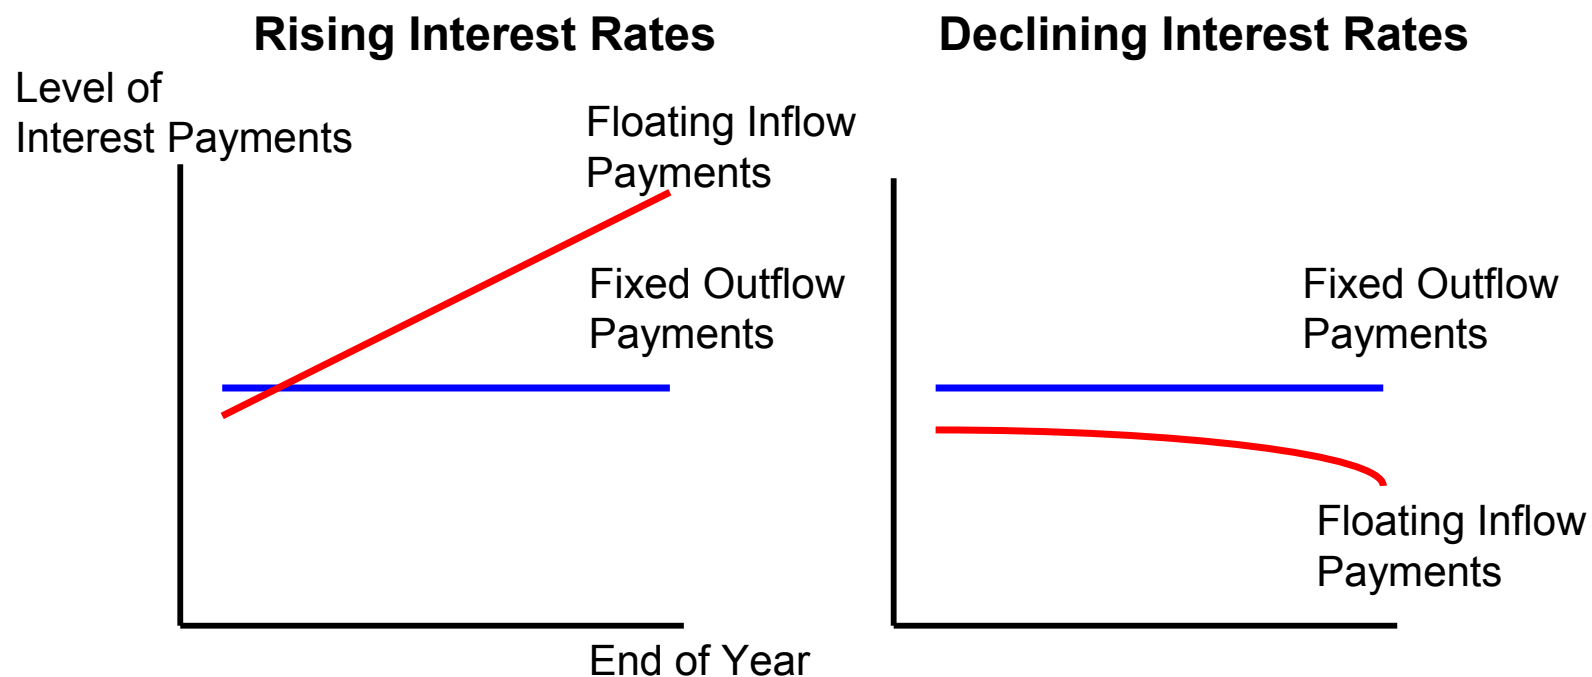 Rising Interest Rates
Declining Interest Rates
Level of
Interest Payments
Floating Inflow
Payments
Fixed Outflow
Payments
Fixed Outflow
Payments
Floating Inflow
Payments
End of Year